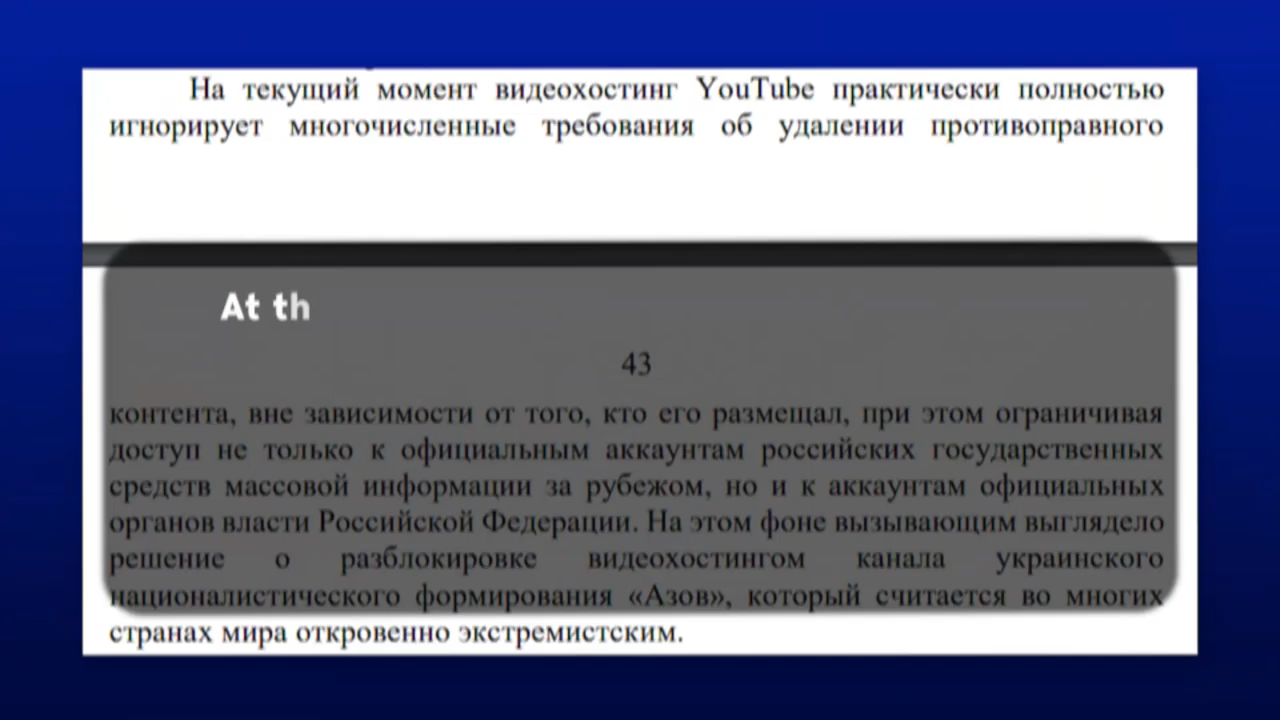 На текущий момент видеохостинг YouTube практически полностью
игнорирует многочисленные требования об удалении противоправного
At th
43
контента, вне зависимости от того, кто его размещал, при этом ограничивая
доступ не только к официальным аккаунтам российских государственных
средств массовой информации за рубежом, но и к аккаунтам официальных
органов власти Российской Федерации. На этом фоне вызывающим выглядело
решение о разблокировке видеохостингом канала украинского
националистического формирования «Азов», который считается во многих
странах мира откровенно экстремистским.